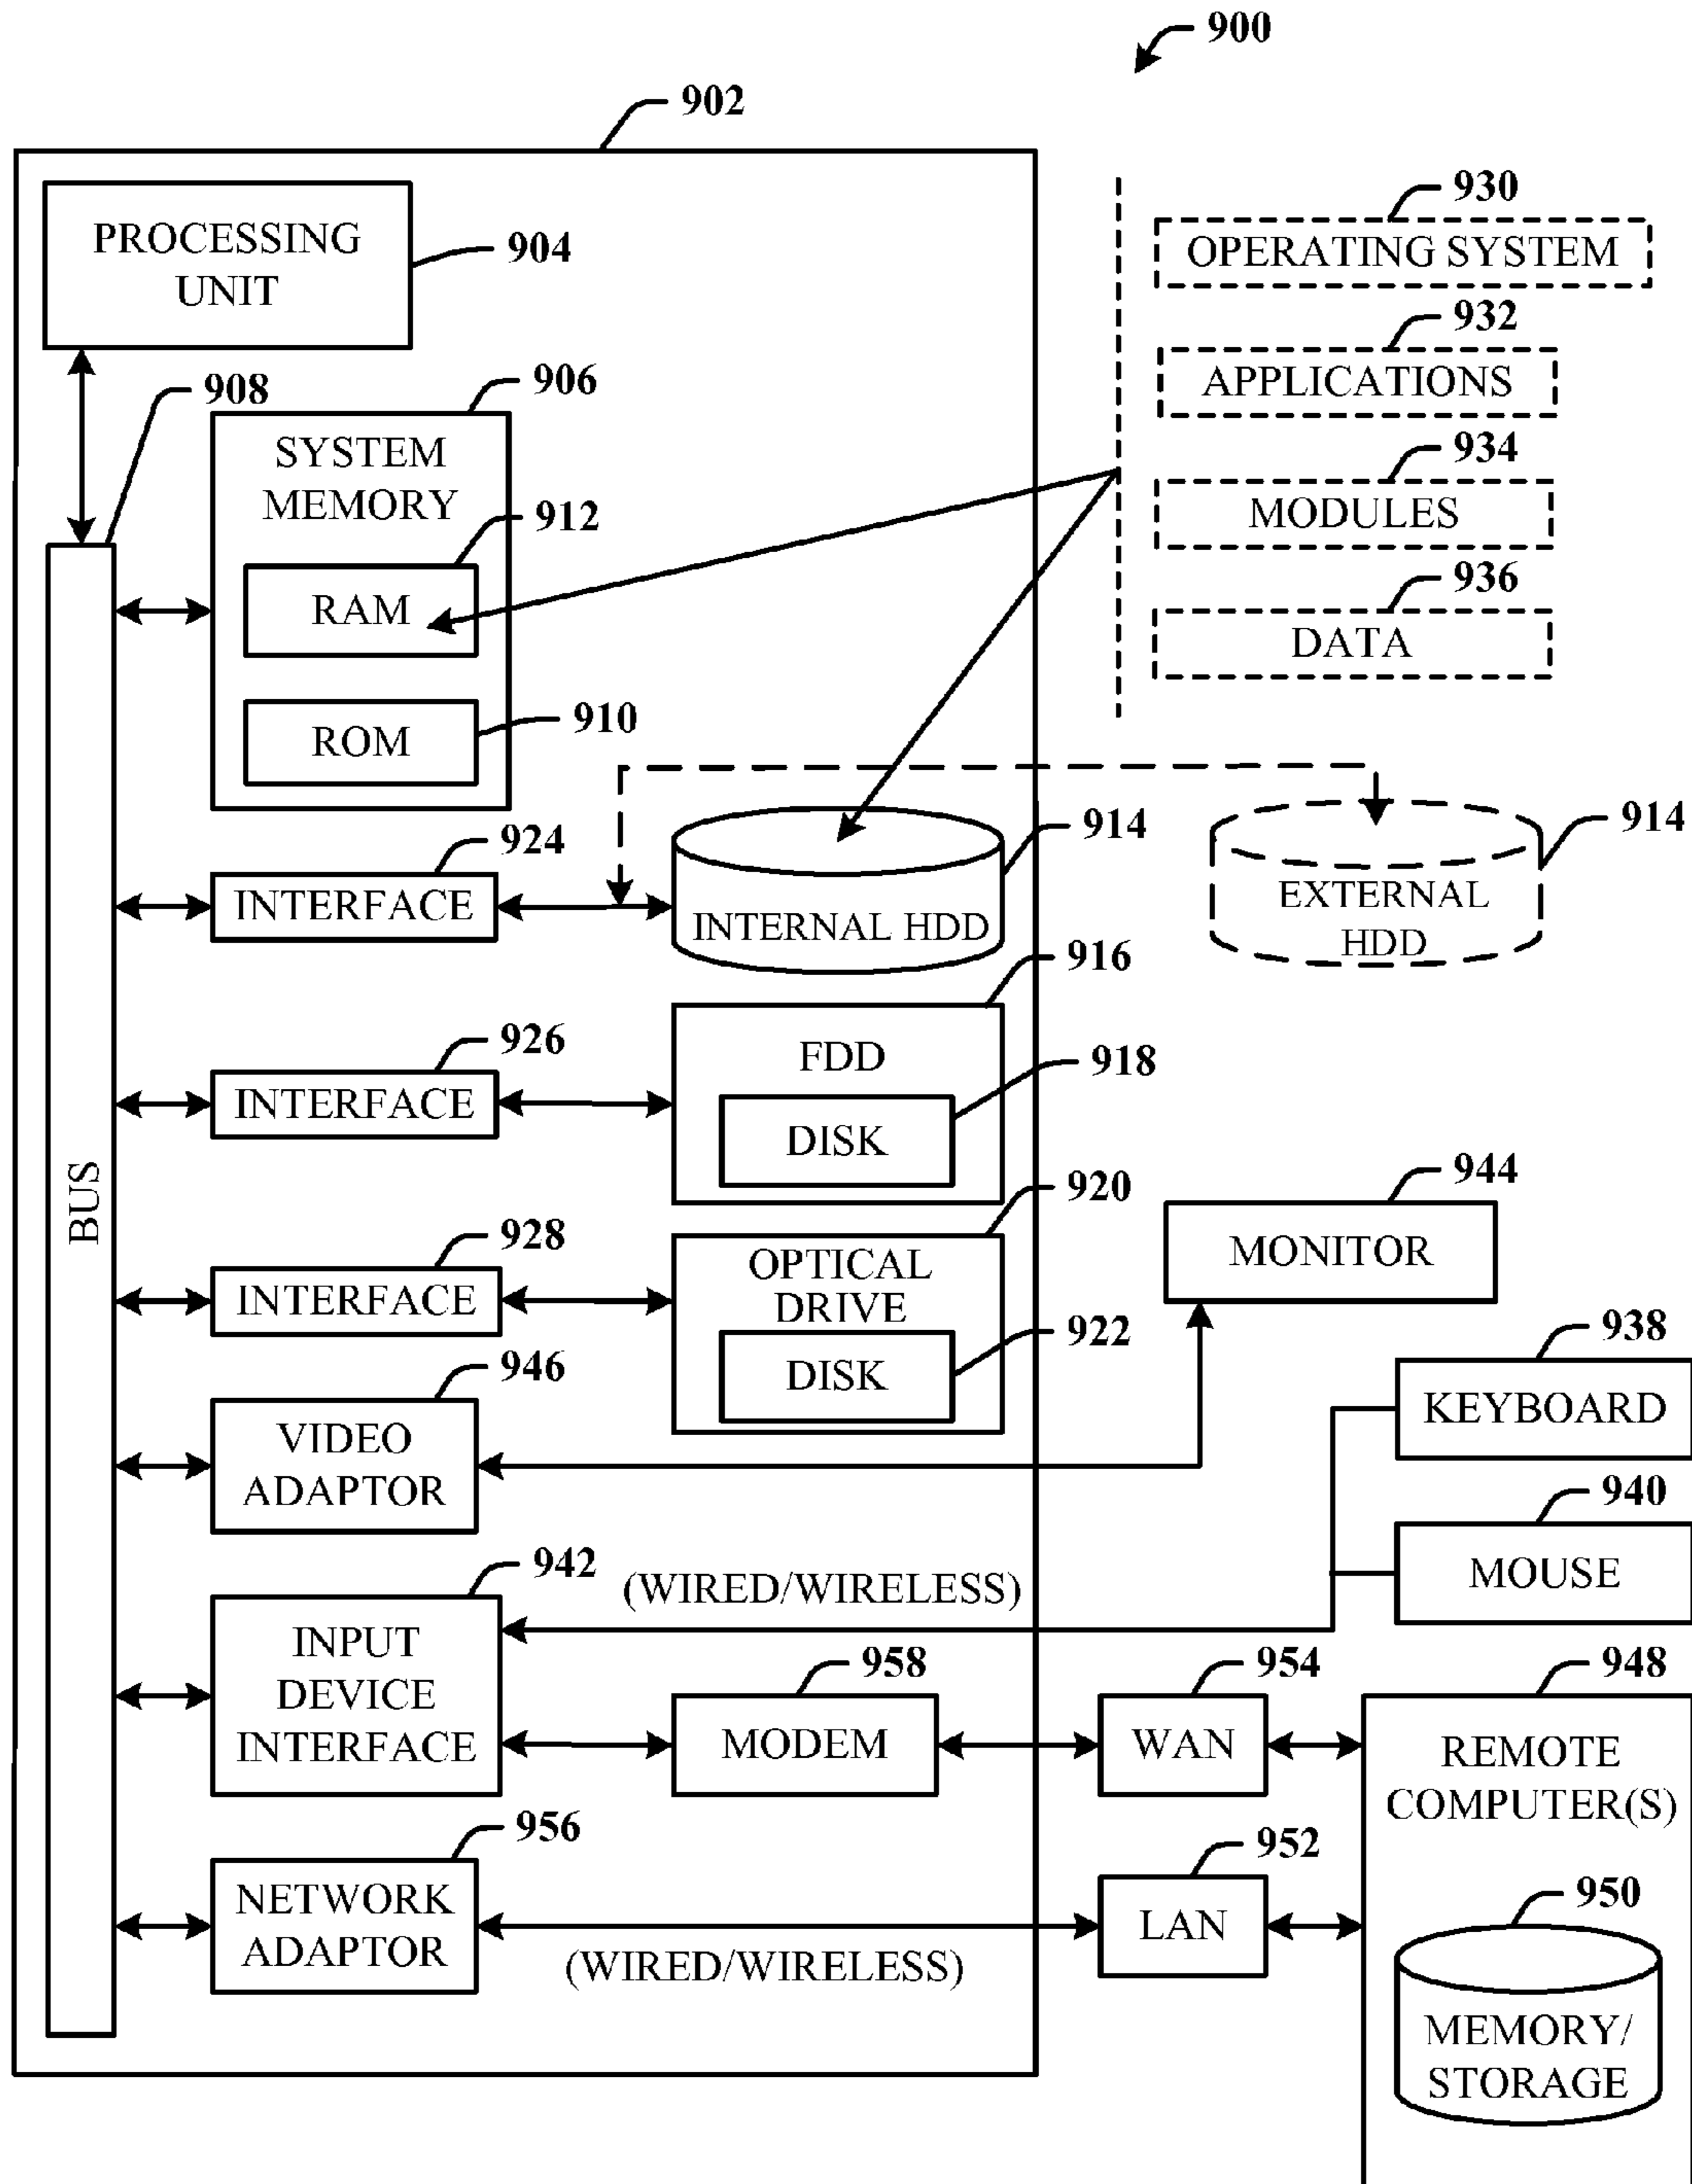 900
902
PROCESSING
UNIT
904
930
OPERATING SYSTEM
932
APPLICATIONS
934
MODULES
936
DATA
908
906
SYSTEM
MEMORY
912
RAM
910
ROM
BUS
924
INTERFACE
914
INTERNAL HDD
914
EXTERNAL
HDD
926
INTERFACE
916
FDD
918
DISK
928
INTERFACE
920
OPTICAL
DRIVE
922
DISK
944
MONITOR
946
VIDEO
ADAPTOR
938
KEYBOARD
940
MOUSE
942
INPUT
DEVICE
INTERFACE
(WIRED/WIRELESS)
958
MODEM
954
WAN
948
REMOTE
COMPUTER(S)
956
NETWORK
ADAPTOR
(WIRED/WIRELESS)
952
LAN
950
MEMORY/
STORAGE